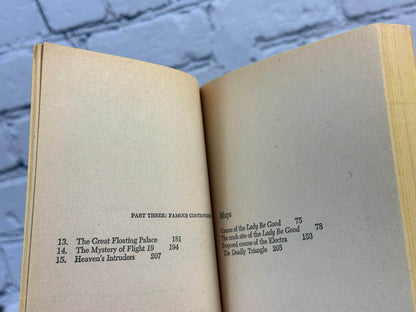 PART THREE: FAMOUS
13. The Great Floating Palace 181
14. The Mystery of Flight 19 194
15. Heaven's Intruders 207
Maps
Course of the Lady Be Good 75
The crash site of the Lady Be Good 78
Proposed course of the Electra 153
The Deadly Triangle 205